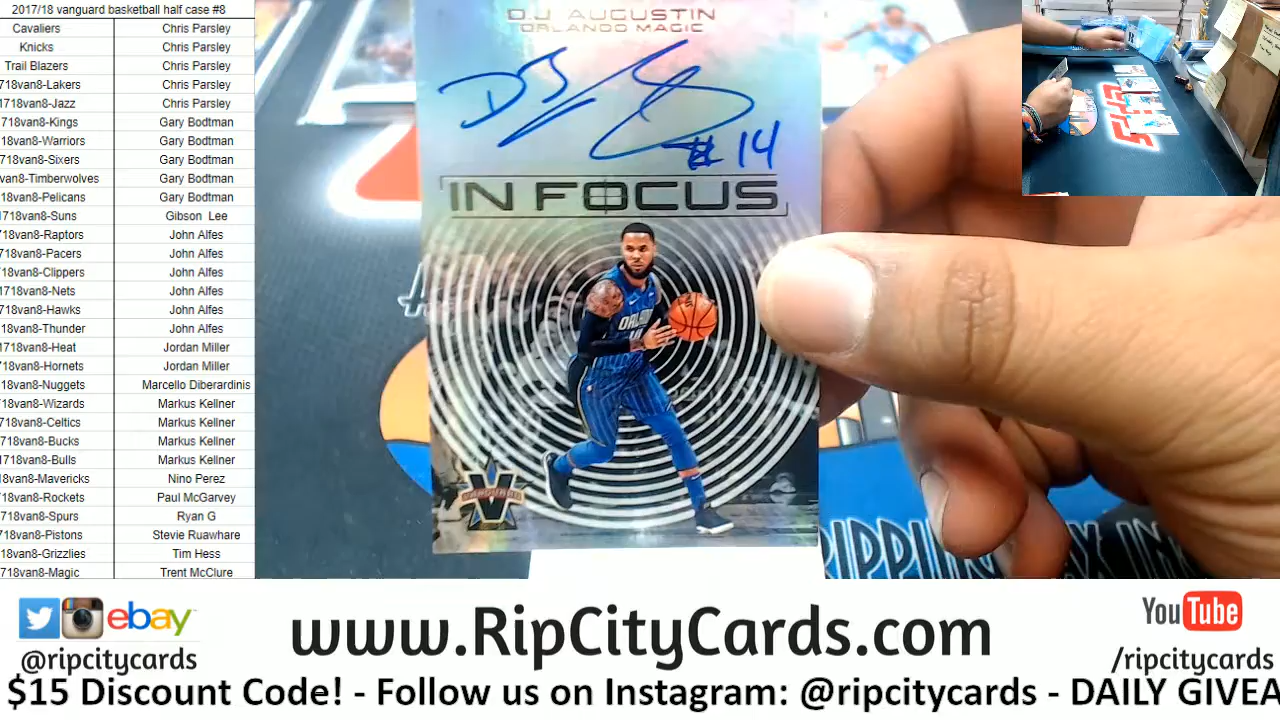 2017/18 vanguard basketball half case #8
Cavaliers Chris Parsley
Knicks Chris Parsley
Trail Blazers Chris Parsley
718van8-Lakers Chris Parsley
1718van8-Jazz Chris Parsley
718van8-Kings Gary Bodtman
18van8-Warriors Gary Bodtman
718van8-Sixers Gary Bodtman
van8-Timberwolves Gary Bodtman
18van8-Pelicans Gary Bodtman
1718van8-Suns Gibson Lee
18van8-Raptors John Alfes
18van8-Pacers John Alfes
18van8-Clippers John Alfes
718van8-Nets John Alfes
18van8-Hawks John Alfes
18van8-Thunder John Alfes
718van8-Heat Jordan Miller
18van8-Hornets Jordan Miller
18van8-Nuggets Marcello Diberardinis
18van8-Wizards Markus Kellner
718van8-Celtics Markus Kellner
718van8-Bucks Markus Kellner
1718van8-Bulls Markus Kellner
8van8-Mavericks Nino Perez
18van8-Rockets Paul McGarvey
718van8-Spurs Ryan G
718van8-Pistons Stevie Ruawhare
18van8-Grizzlies Tim Hess
718van8-Magic Trent McClure
D.J. AUGUSTIN
ORLANDO MAGIC
#14
IN FOCUS
VANGUARD
ebay
@ripcitycards
www.RipCityCards.com
YouTube
/ripcitycards
$15 Discount Code! - Follow us on Instagram: @ripcitycards - DAILY GIVEA